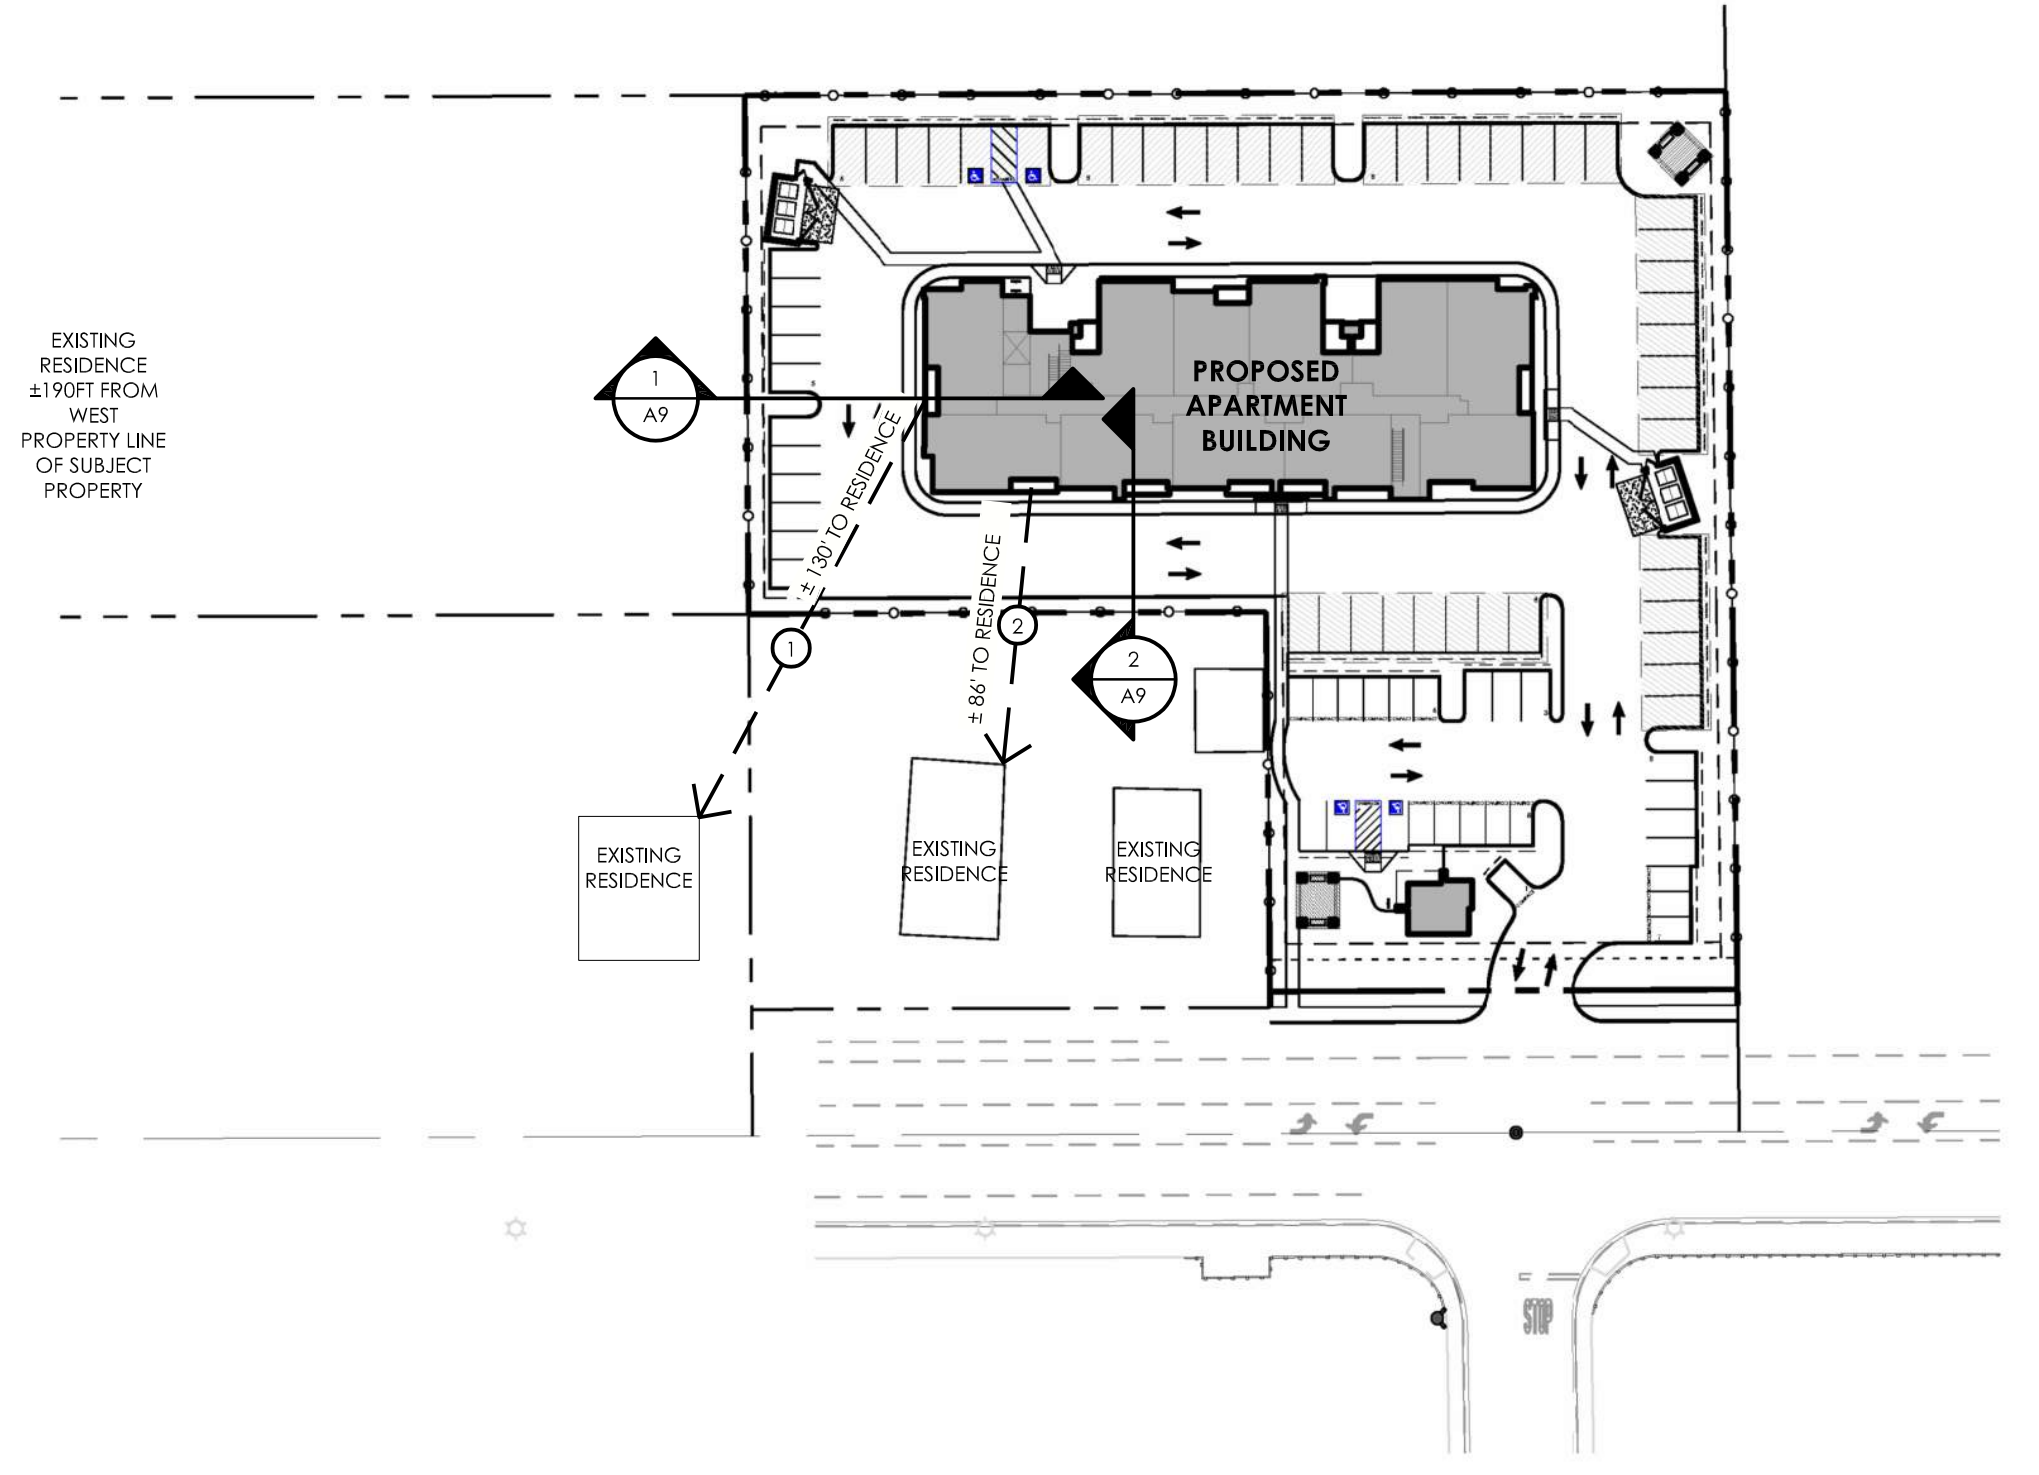 EXISTING
RESIDENCE
±190FT FROM
WEST
PROPERTY LINE
OF SUBJECT
PROPERTY
1
A9
PROPOSED
APARTMENT
BUILDING
± 130' TO RESIDENCE
± 86' TO RESIDENCE
1
2
2
A9
EXISTING
RESIDENCE
EXISTING
RESIDENCE
EXISTING
RESIDENCE
STOP